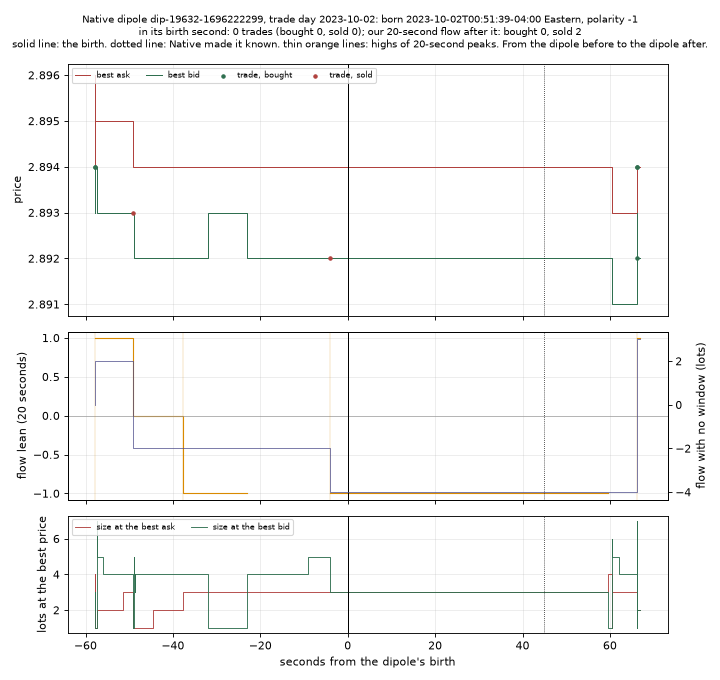 Native dipole dip-19632-1696222299, trade day 2023-10-02: born 2023-10-02T00:51:39-04:00 Eastern, polarity -1
in its birth second: 0 trades (bought 0, sold 0); our 20-second flow after it: bought 0, sold 2
solid line: the birth. dotted line: Native made it known. thin orange lines: highs of 20-second peaks. From the dipole before to the dipole after.
best ask
best bid
trade, bought
trade, sold
2.896
2.895
2.894
2.893
2.892
2.891
price
1.0
0.5
0.0
−0.5
−1.0
flow lean (20 seconds)
2
0
−2
−4
flow with no window (lots)
size at the best ask
size at the best bid
6
4
2
lots at the best price
−60
−40
−20
0
20
40
60
seconds from the dipole's birth